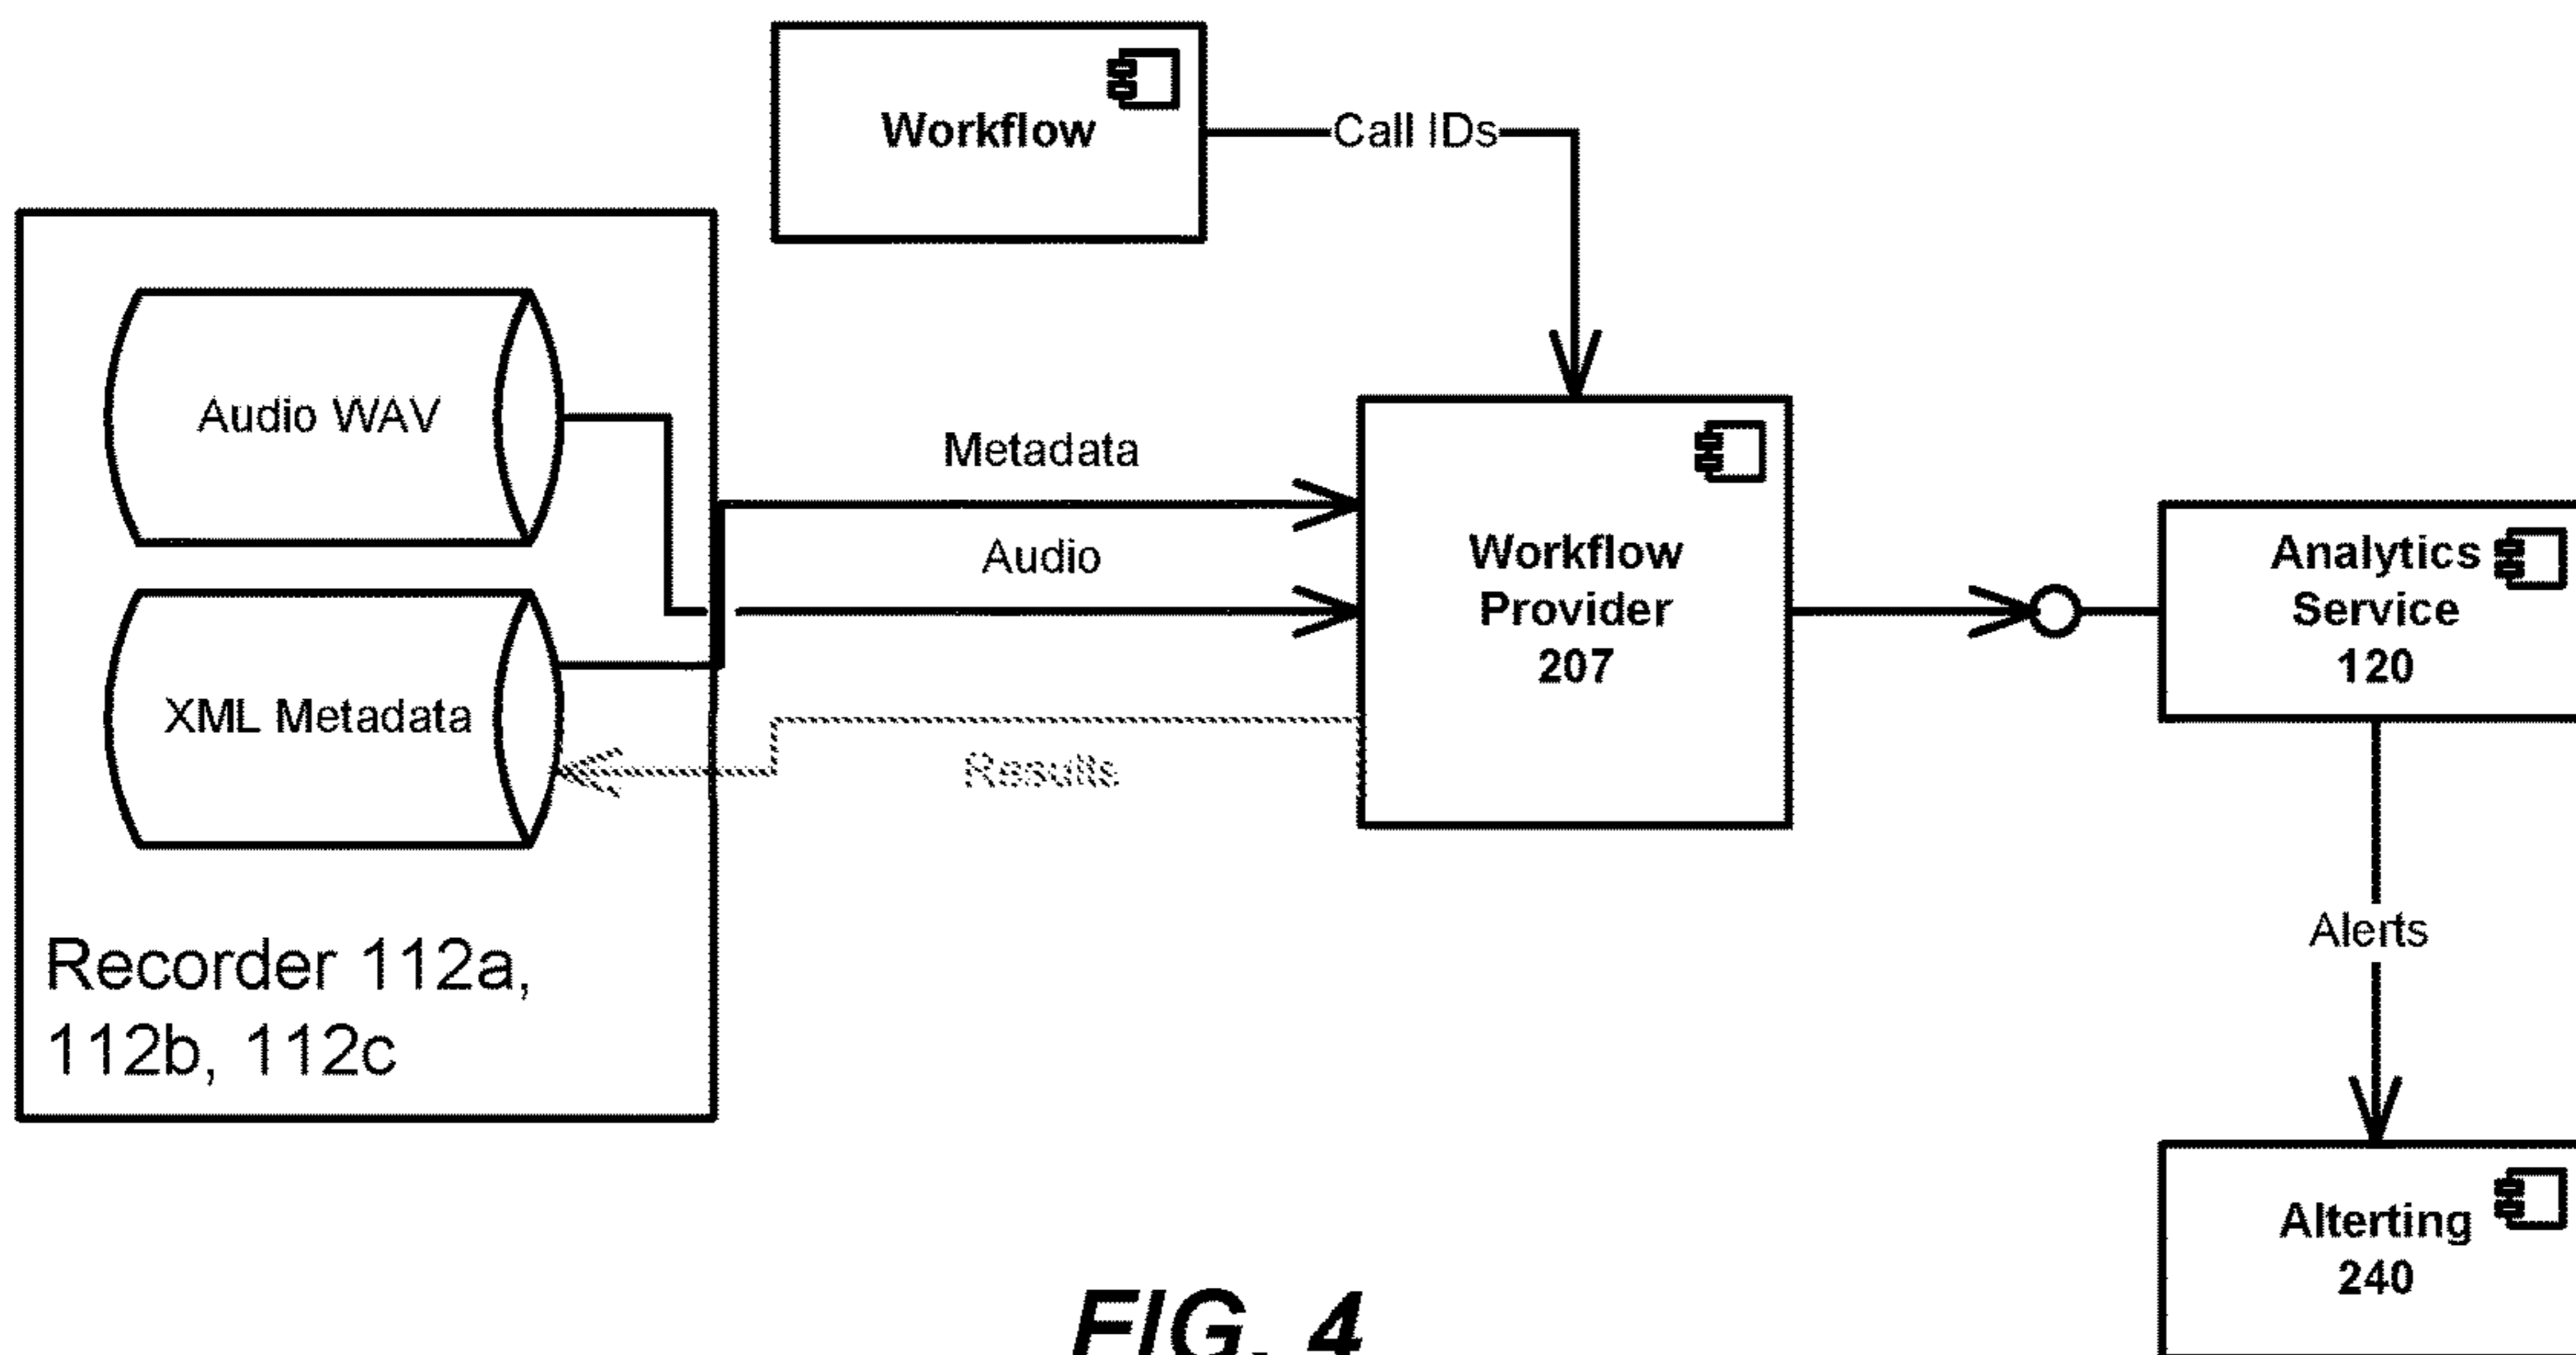 Workflow
Call IDs
Audio WAV
Metadata
Audio
XML Metadata
Results
Workflow
Provider
207
Analytics
Service
120
Alerts
Recorder 112a,
112b, 112c
Alterting
240
FIG. 4